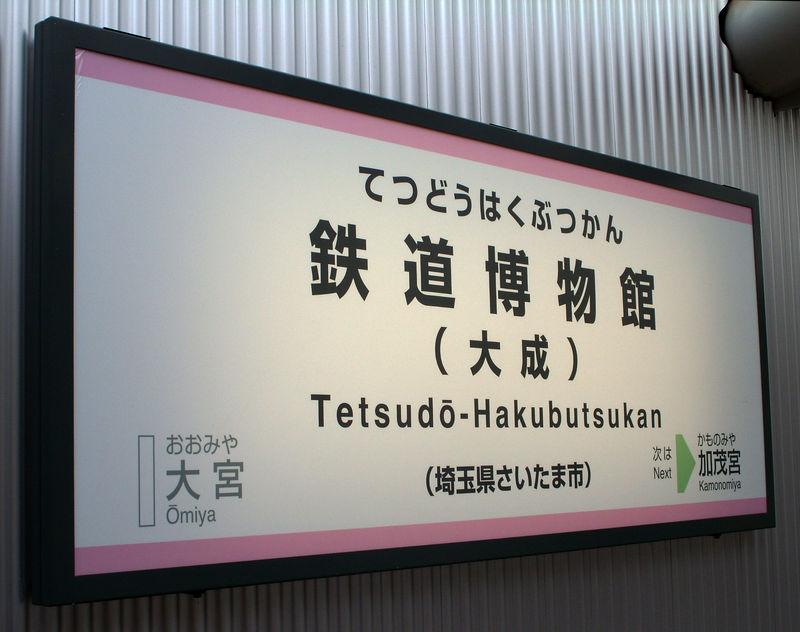 てつどうはくぶつかん
鉄道博物館
(大成)
Tetsudō-Hakubutsukan
(埼玉県さいたま市)
おおみや
大宮
Ōmiya
次は
Next
かものみや
加茂宮
Kamonomiya